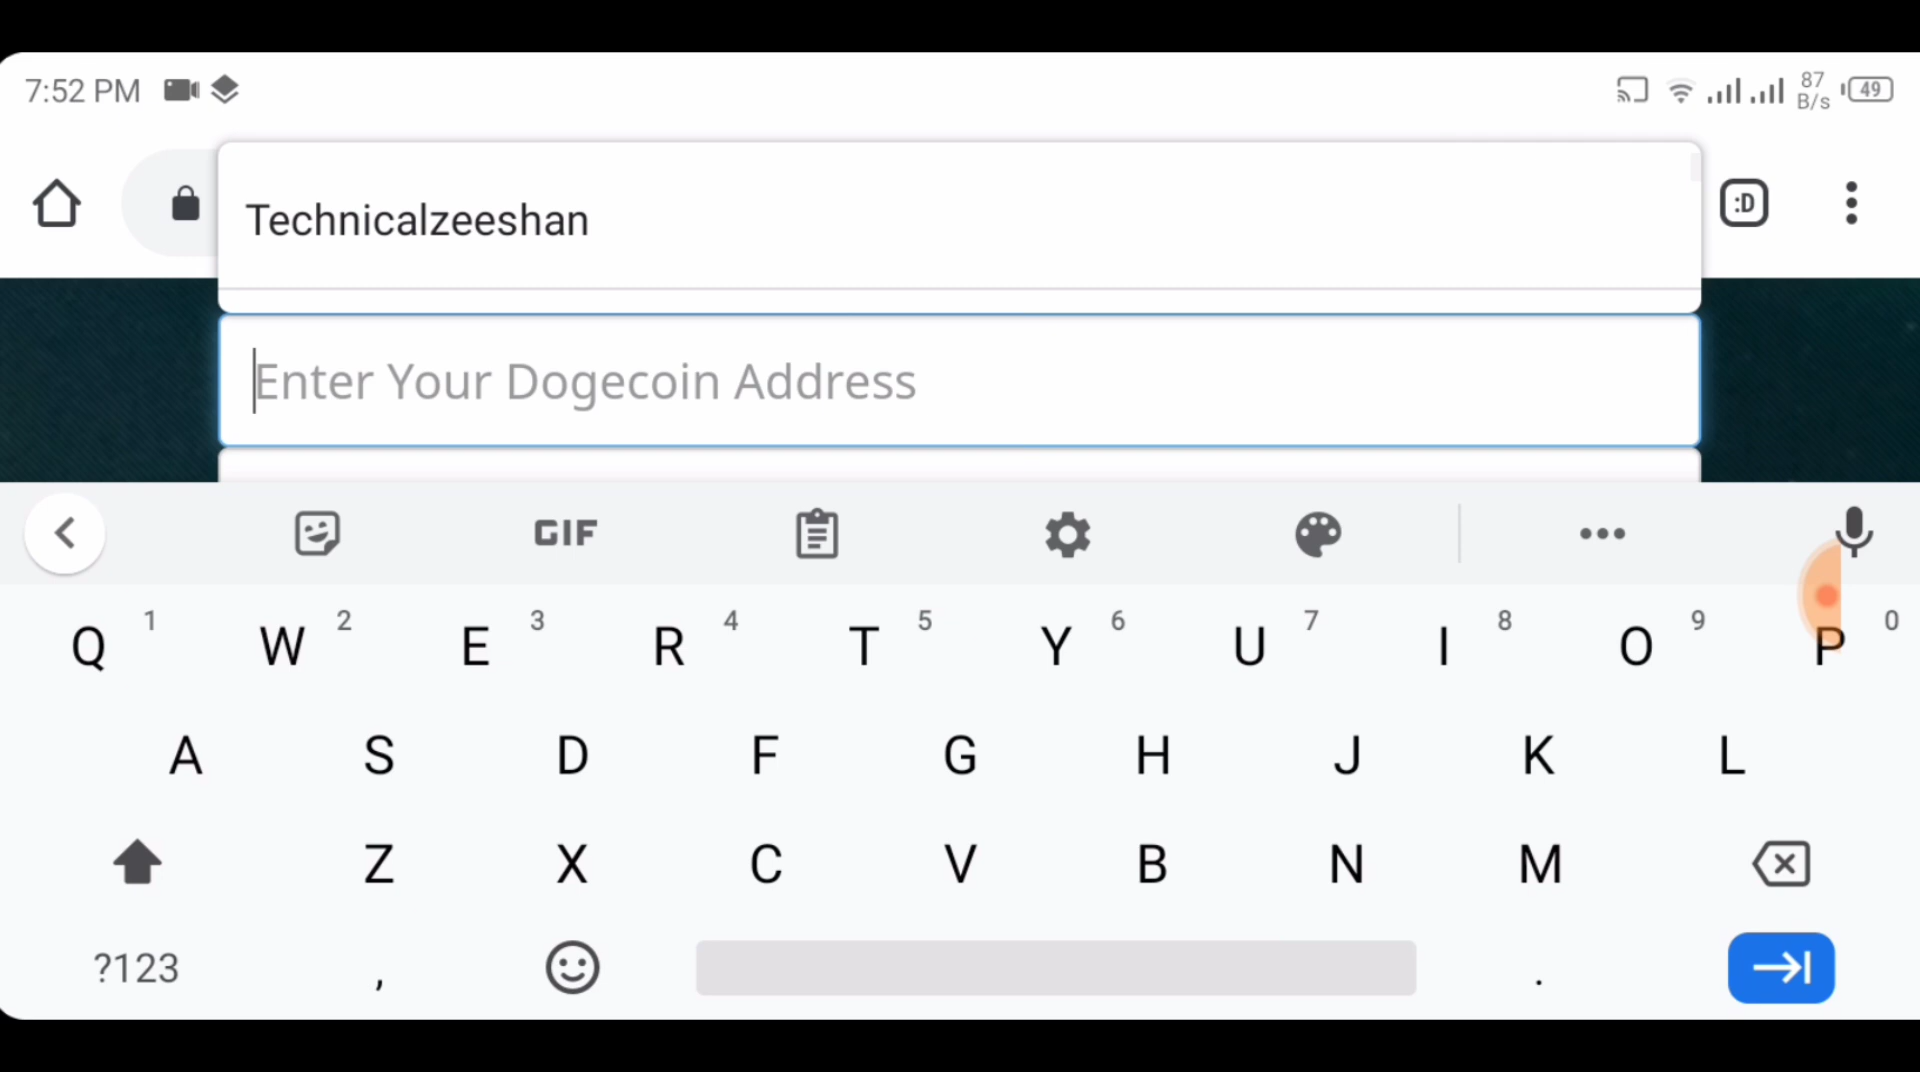 7:52 PM 87 B/s 49
:D
Technicalzeeshan
Enter Your Dogecoin Address
GIF
Q 1 W 2 E 3 R 4 T 5 Y 6 U 7 I 8 O 9 P 0
A S D F G H J K L
Z X C V B N M
?123 , .